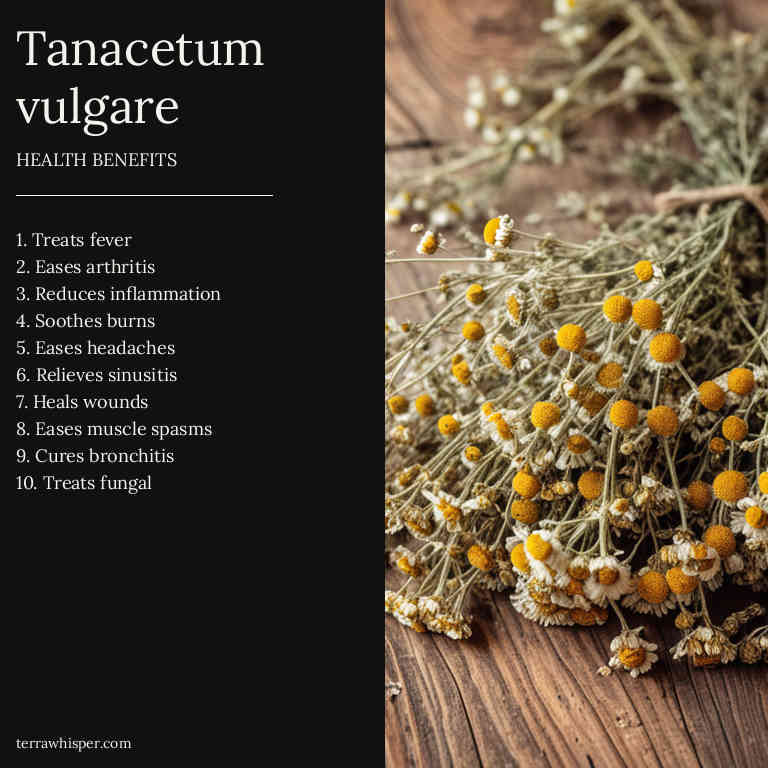 Tanacetum
vulgare
HEALTH BENEFITS
1. Treats fever
2. Eases arthritis
3. Reduces inflammation
4. Soothes burns
5. Eases headaches
6. Relieves sinusitis
7. Heals wounds
8. Eases muscle spasms
9. Cures bronchitis
10. Treats fungal
terrawhisper.com